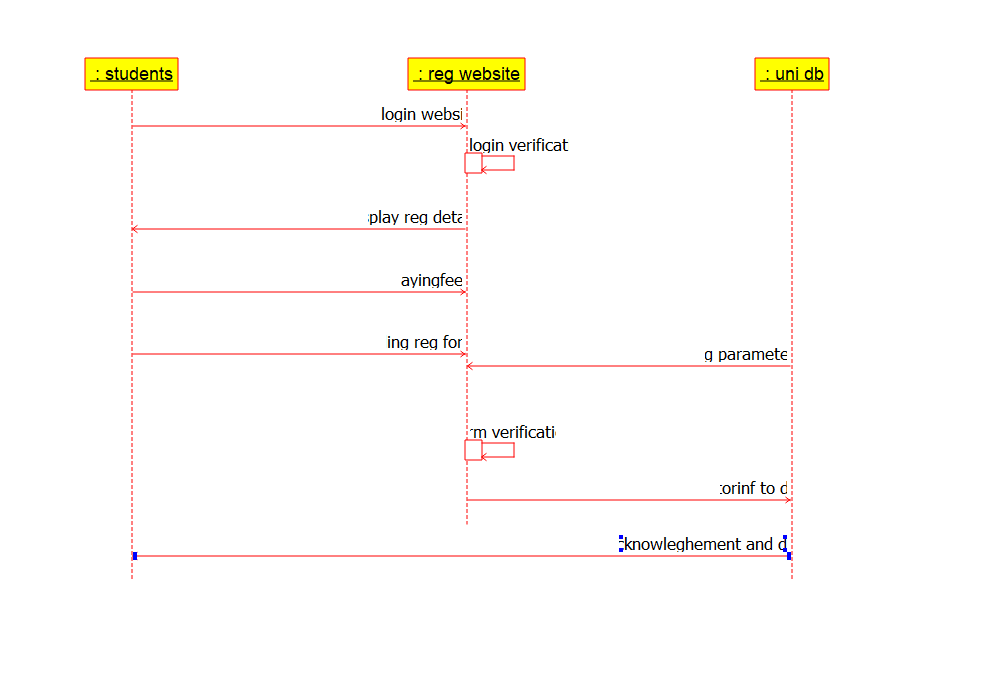 : students
: reg website
: uni db
login websi
login verificat
play reg deta
ayingfee
ing reg for
g paramete
rm verificati
torinf to d
knowleghement and d